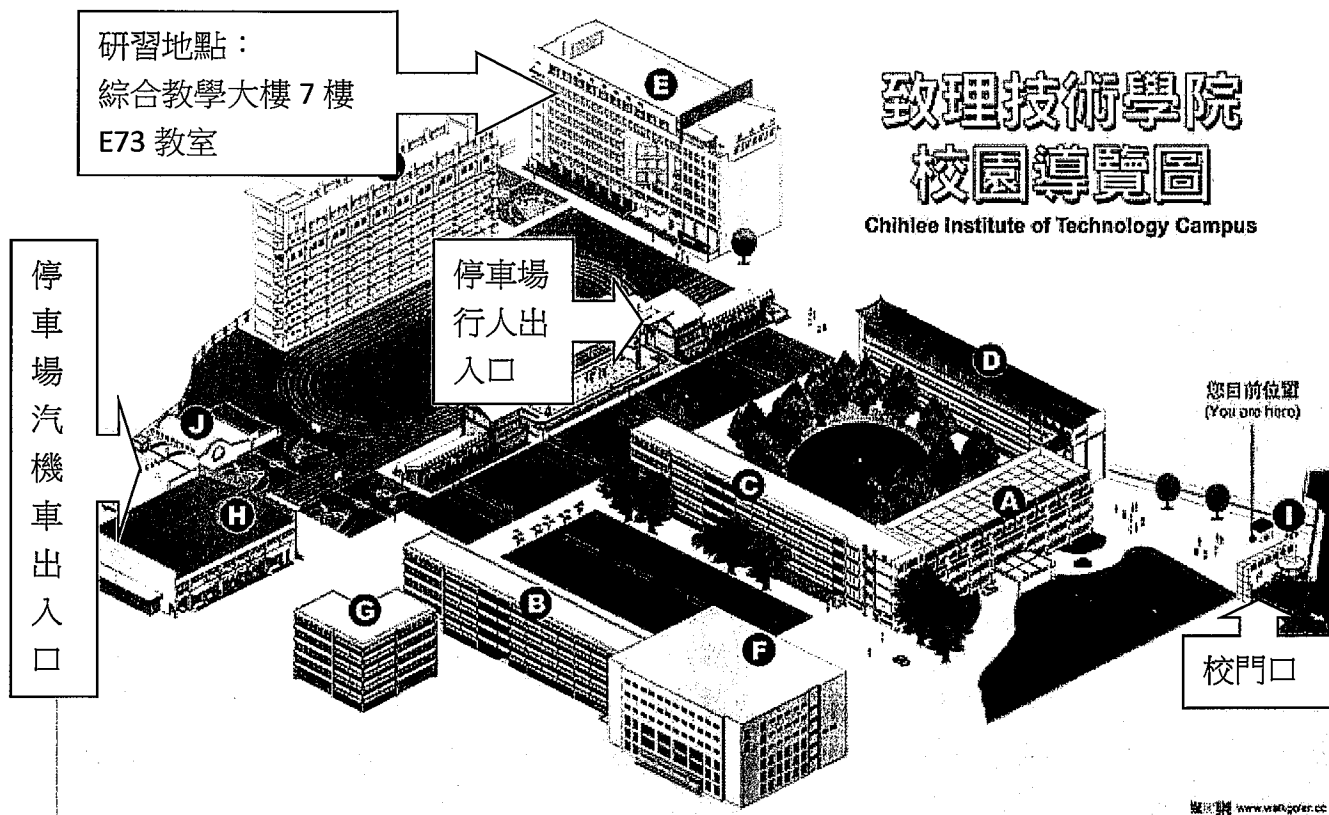 研習地點：
綜合教學大樓 7 樓
E73 教室
致理技術學院
校園導覽圖
Chihlee Institute of Technology Campus
E
停車場
行人出
入口
停車場汽機車出入口
D
您目前位置
(You are here)
J
C
A
I
H
B
G
F
校門口